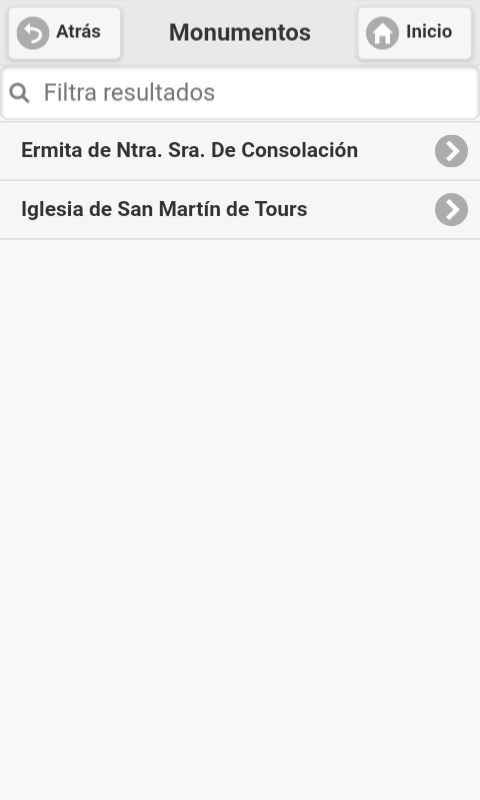 Atrás
Monumentos
Inicio
Filtra resultados
Ermita de Ntra. Sra. De Consolación
Iglesia de San Martín de Tours